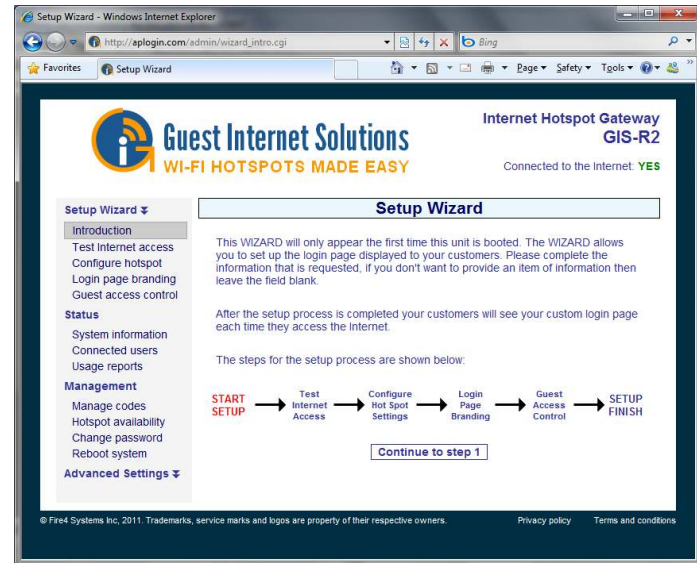 Setup Wizard - Windows Internet Explorer
http://aplogin.com/admin/wizard_intro.cgi
Bing
Favorites
Setup Wizard
Page
Safety
Tools
Guest Internet Solutions
WI-FI HOTSPOTS MADE EASY
Internet Hotspot Gateway
GIS-R2
Connected to the Internet: YES
Setup Wizard
Introduction
Test Internet access
Configure hotspot
Login page branding
Guest access control
Status
System information
Connected users
Usage reports
Management
Manage codes
Hotspot availability
Change password
Reboot system
Advanced Settings
Setup Wizard
This WIZARD will only appear the first time this unit is booted. The WIZARD allows
you to set up the login page displayed to your customers. Please complete the
information that is requested, if you don't want to provide an item of information then
leave the field blank.
After the setup process is completed your customers will see your custom login page
each time they access the Internet.
The steps for the setup process are shown below:
START
SETUP
Test
Internet
Access
Configure
Hot Spot
Settings
Login
Page
Branding
Guest
Access
Control
SETUP
FINISH
Continue to step 1
© Fire4 Systems Inc, 2011. Trademarks, service marks and logos are property of their respective owners.
Privacy policy
Terms and conditions